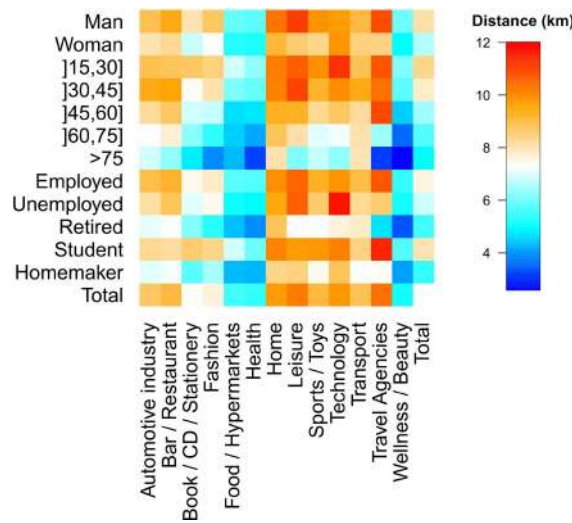 Distance (km)
12
10
8
6
4
Man
Woman
]15,30]
]30,45]
]45,60]
]60,75]
>75
Employed
Unemployed
Retired
Student
Homemaker
Total
Automotive industry
Bar / Restaurant
Book / CD / Stationery
Fashion
Food / Hypermarkets
Health
Home
Leisure
Sports / Toys
Technology
Transport
Travel Agencies
Wellness / Beauty
Total